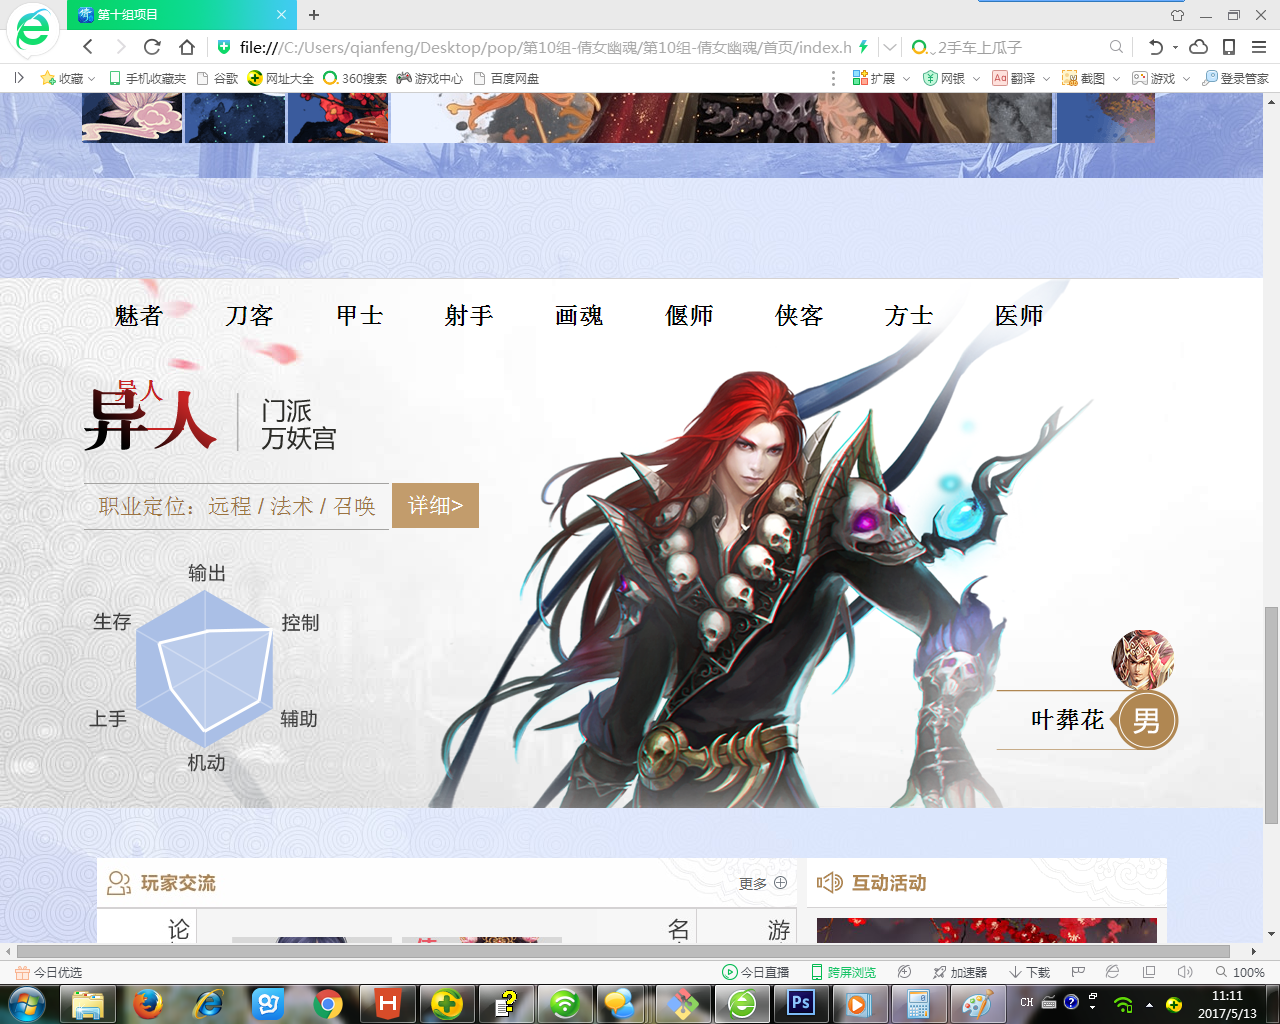 第十组项目
file:///C:/Users/qianfeng/Desktop/pop/第10组-倩女幽魂/第10组-倩女幽魂/首页/index.h
2手车上瓜子
收藏 手机收藏夹 谷歌 网址大全 360搜索 游戏中心 百度网盘 扩展 网银 翻译 截图 游戏 登录管家
魅者 刀客 甲士 射手 画魂 偃师 侠客 方士 医师
异人
异人
门派
万妖宫
职业定位：远程 / 法术 / 召唤
详细>
输出
生存
控制
上手
辅助
机动
叶葬花
男
玩家交流
更多
互动活动
论
名
游
今日优选 今日直播 跨屏浏览 加速器 下载 100%
CH
11:11
2017/5/13